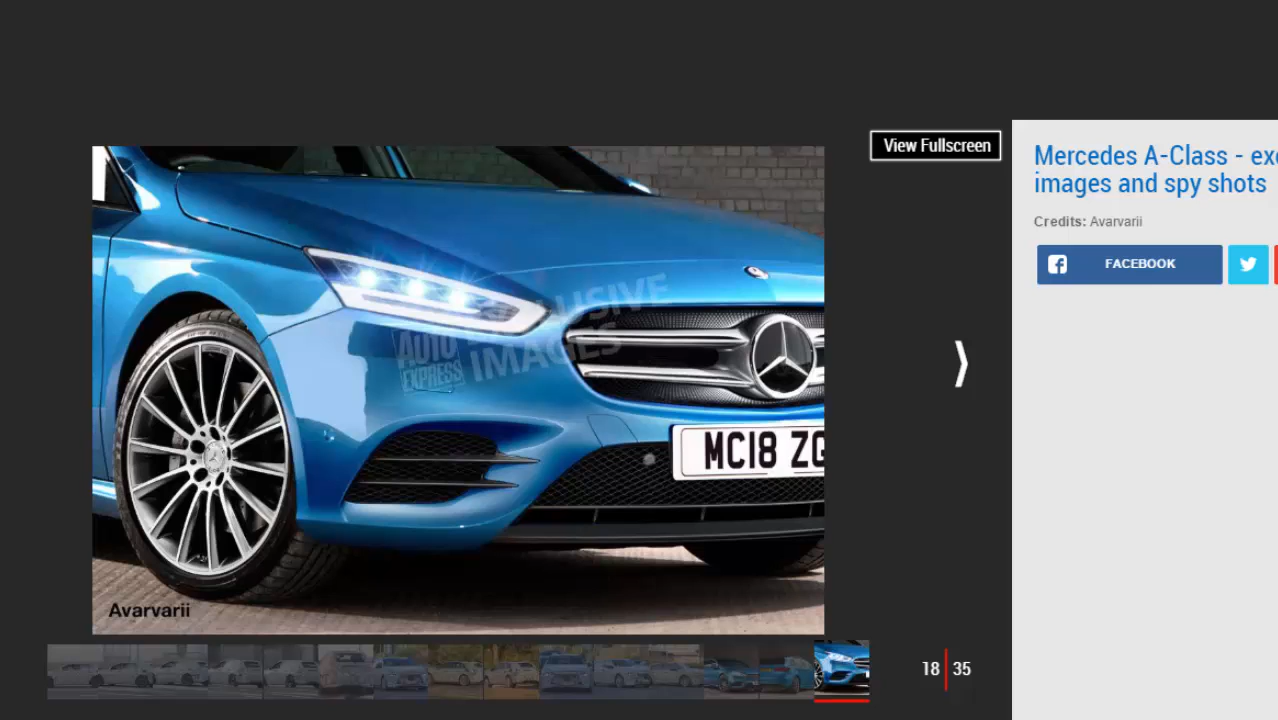 View Fullscreen
Mercedes A-Class - exc
images and spy shots
Credits: Avarvarii
FACEBOOK
EXCLUSIVE
AUTO
EXPRESS
IMAGES
MC18 ZG
Avarvarii
18 35